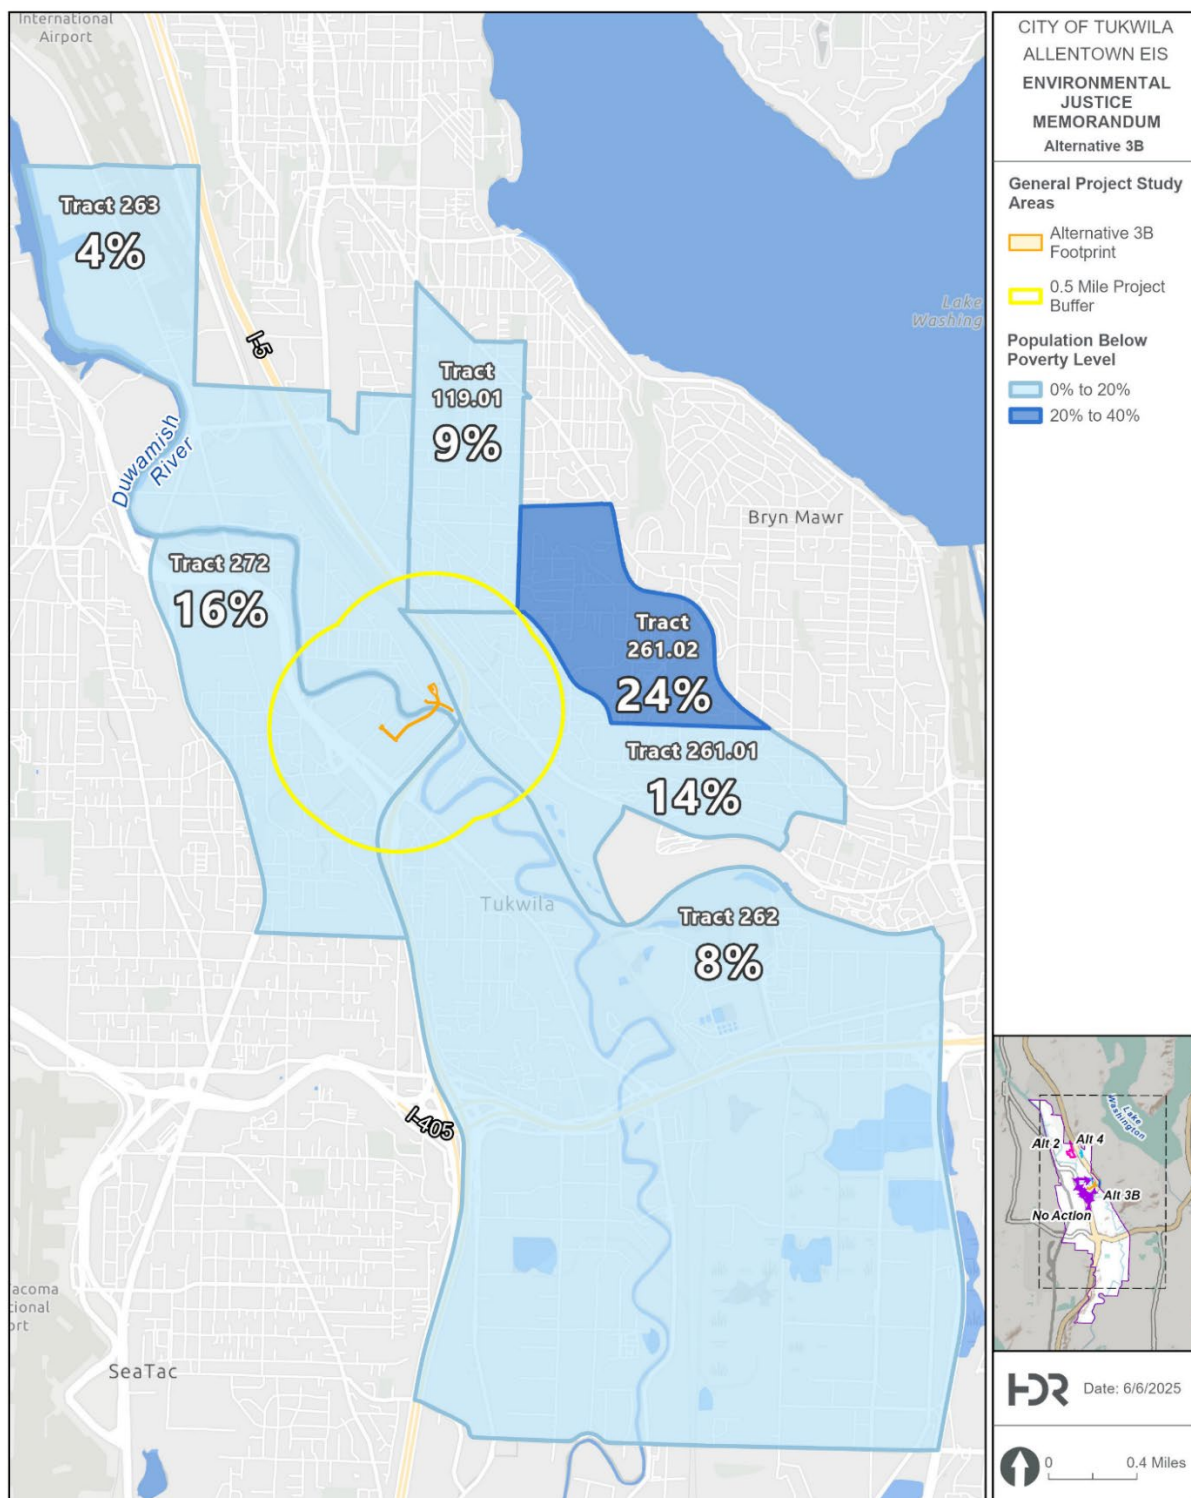 International
Airport
Tract 263
4%
I-5
Duwamish
River
Tract
119.01
9%
Lake
Washing
Bryn Mawr
Tract 272
16%
Tract
261.02
24%
Tract 261.01
14%
Tukwila
Tract 262
8%
I-405
acoma
ional
ort
SeaTac
CITY OF TUKWILA
ALLENTOWN EIS
ENVIRONMENTAL
JUSTICE
MEMORANDUM
Alternative 3B
General Project Study
Areas
Alternative 3B
Footprint
0.5 Mile Project
Buffer
Population Below
Poverty Level
0% to 20%
20% to 40%
Lake
Washington
Alt 2
Alt 4
Alt 3B
No Action
HDR
Date: 6/6/2025
0
0.4 Miles